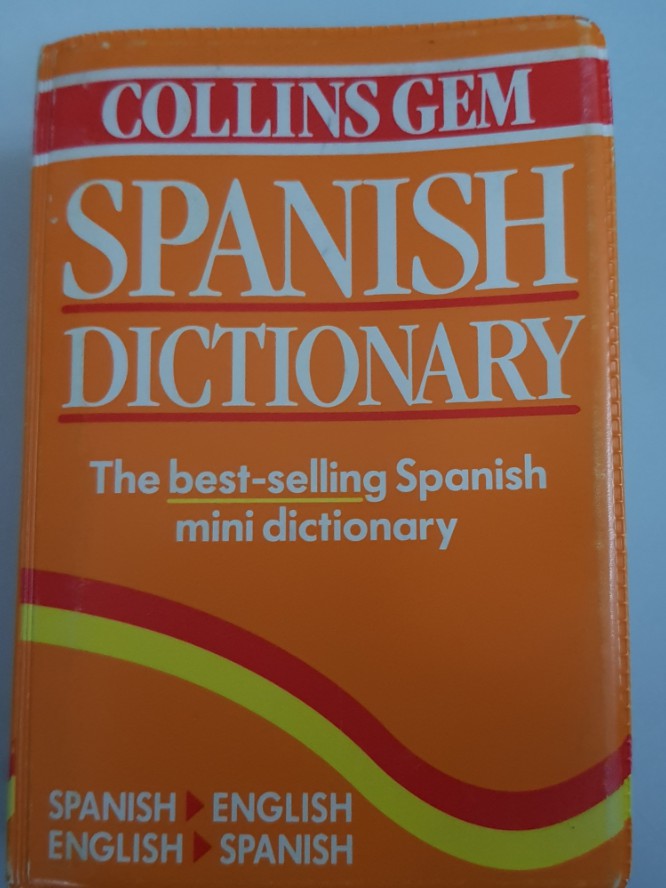 COLLINS GEM
SPANISH
DICTIONARY
The best-selling Spanish
mini dictionary
SPANISH ENGLISH
ENGLISH SPANISH